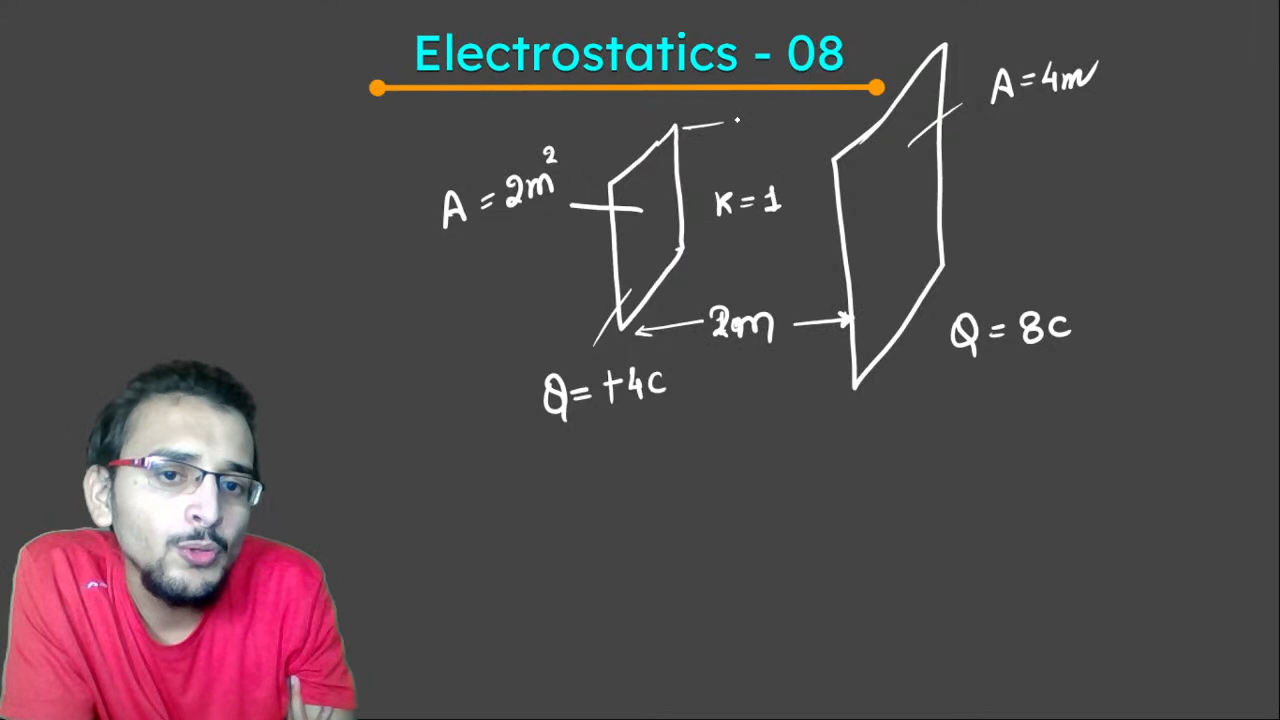 Electrostatics - 08
A = 4m
A = 2m²
K = 1
2m
Q = 8c
Q = +4c